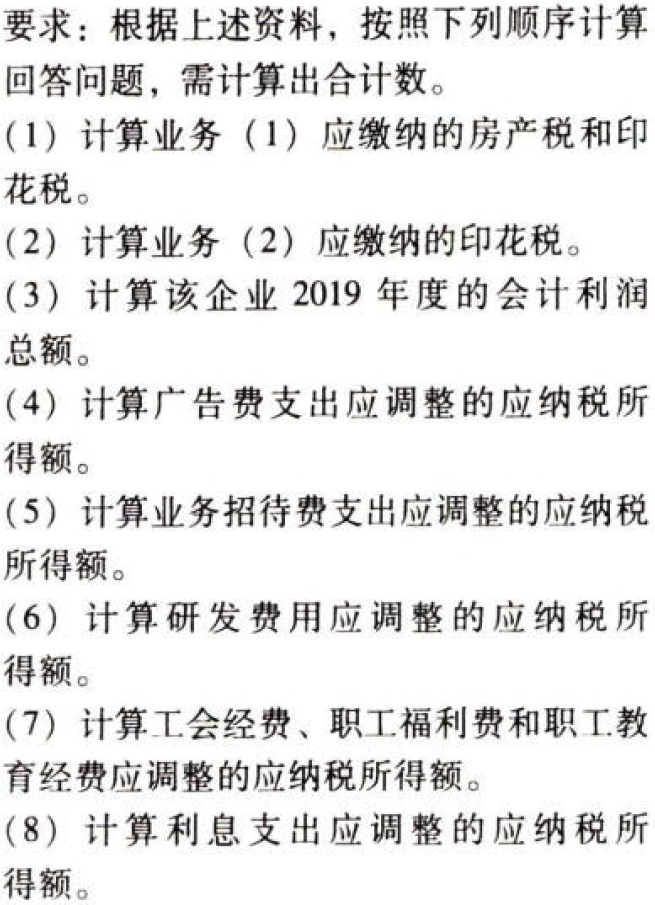 要求：根据上述资料，按照下列顺序计算
回答问题，需计算出合计数。
(1) 计算业务（1）应缴纳的房产税和印
花税。
(2) 计算业务（2）应缴纳的印花税。
(3) 计算该企业 2019 年度的会计利润
总额。
(4) 计算广告费支出应调整的应纳税所
得额。
(5) 计算业务招待费支出应调整的应纳税
所得额。
(6) 计算研发费用应调整的应纳税所
得额。
(7) 计算工会经费、职工福利费和职工教
育经费应调整的应纳税所得额。
(8) 计算利息支出应调整的应纳税所
得额。